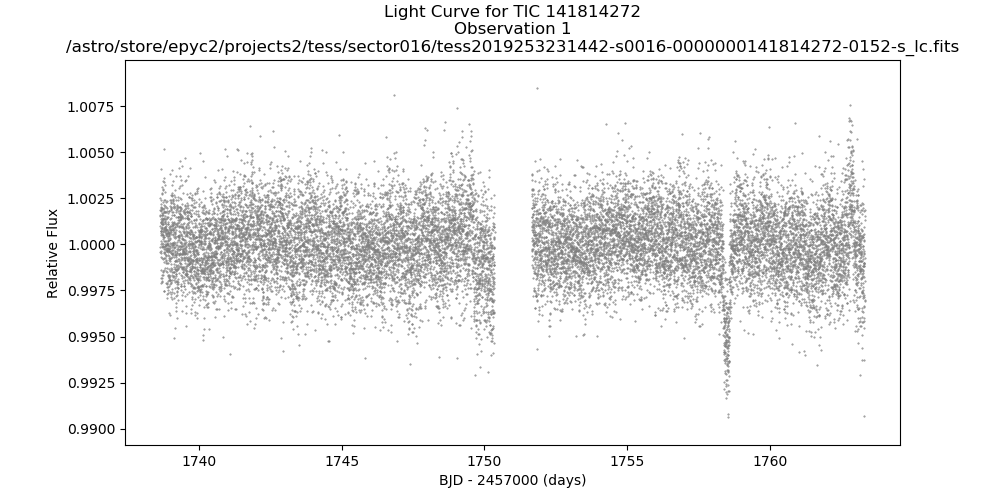 Light Curve for TIC 141814272
Observation 1
/astro/store/epyc2/projects2/tess/sector016/tess2019253231442-s0016-0000000141814272-0152-s_lc.fits
1.0075
1.0050
1.0025
1.0000
0.9975
0.9950
0.9925
0.9900
Relative Flux
1740
1745
1750
1755
1760
BJD - 2457000 (days)